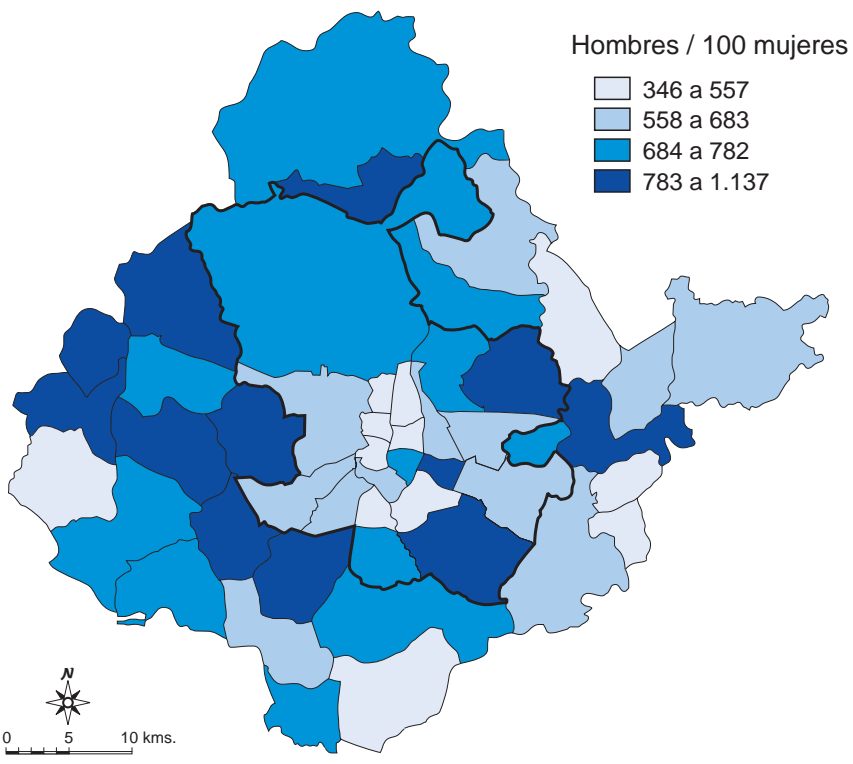 Hombres / 100 mujeres
346 a 557
558 a 683
684 a 782
783 a 1.137
N
0 5 10 kms.